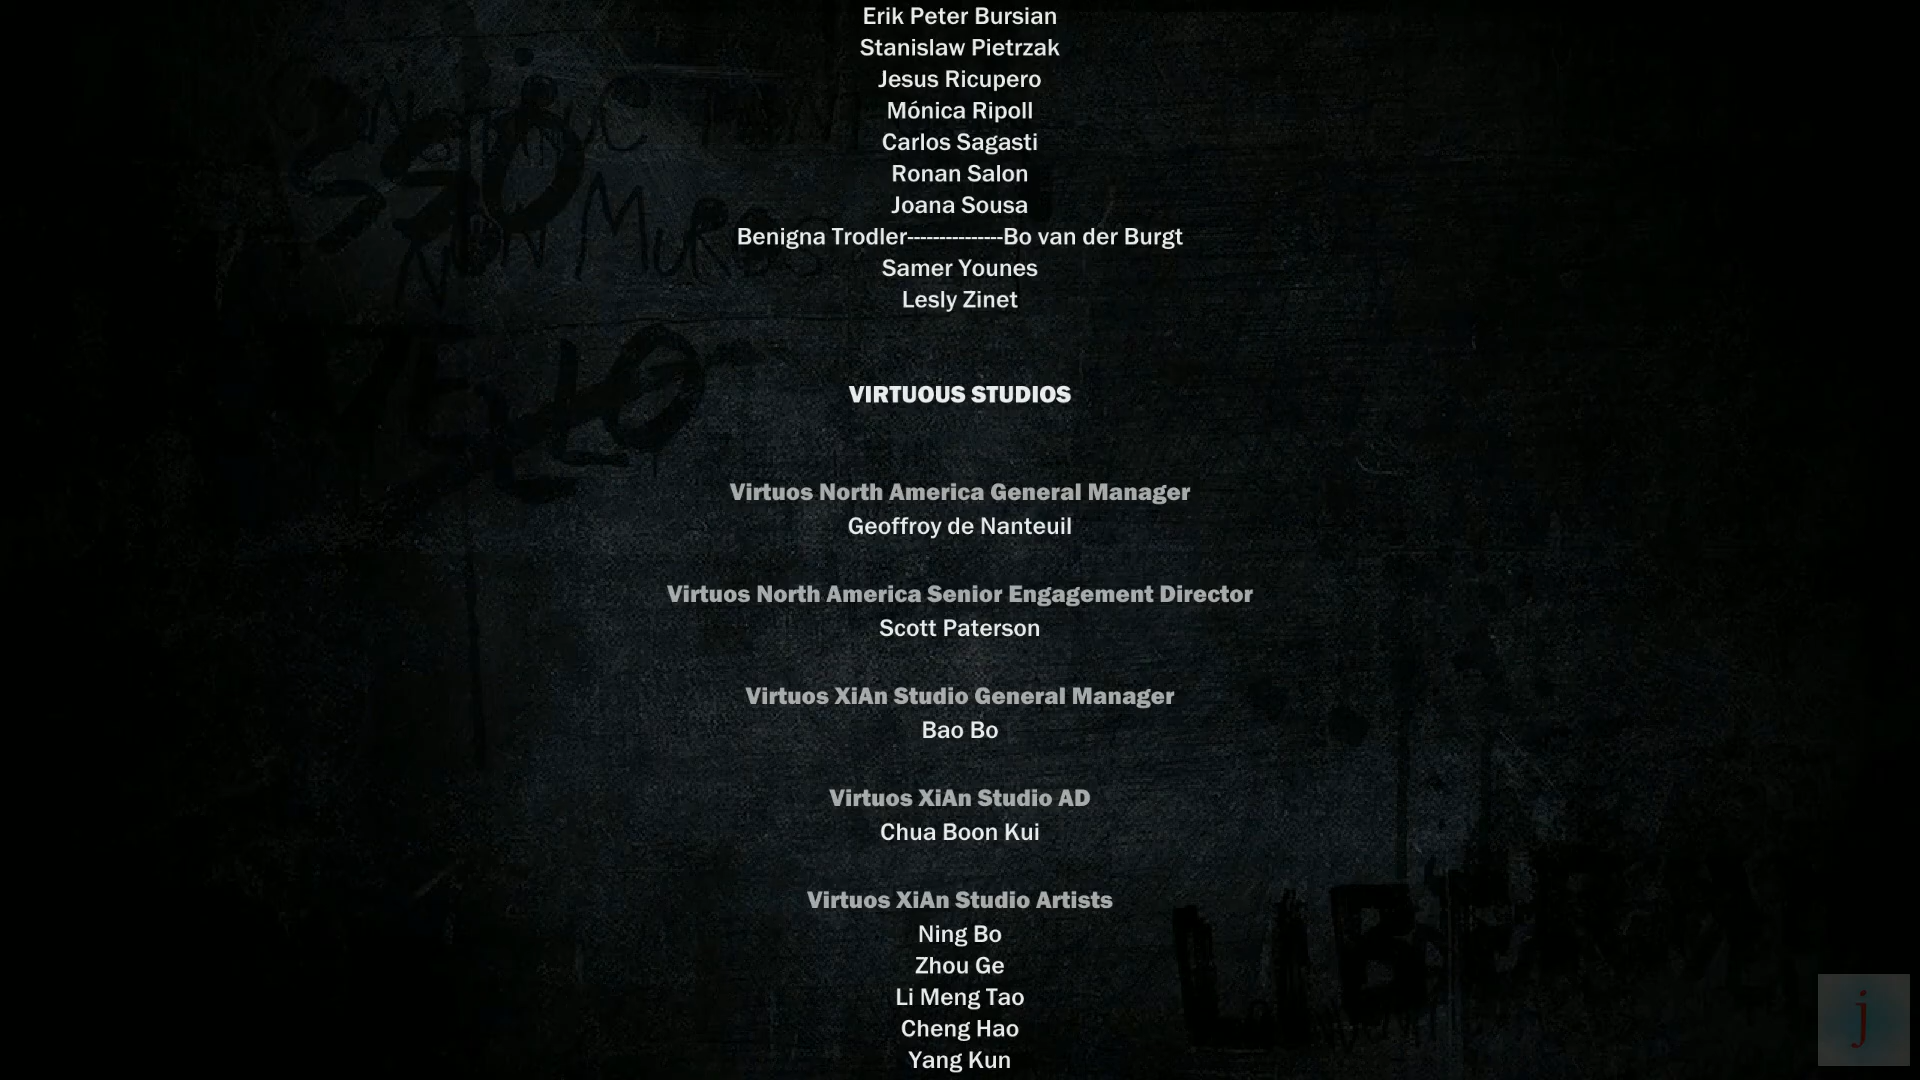 Erik Peter Bursian
Stanislaw Pietrzak
Jesus Ricupero
Mónica Ripoll
Carlos Sagasti
Ronan Salon
Joana Sousa
Benigna Trodler---------------Bo van der Burgt
Samer Younes
Lesly Zinet
VIRTUOUS STUDIOS
Virtuos North America General Manager
Geoffroy de Nanteuil
Virtuos North America Senior Engagement Director
Scott Paterson
Virtuos XiAn Studio General Manager
Bao Bo
Virtuos XiAn Studio AD
Chua Boon Kui
Virtuos XiAn Studio Artists
Ning Bo
Zhou Ge
Li Meng Tao
Cheng Hao
Yang Kun
j